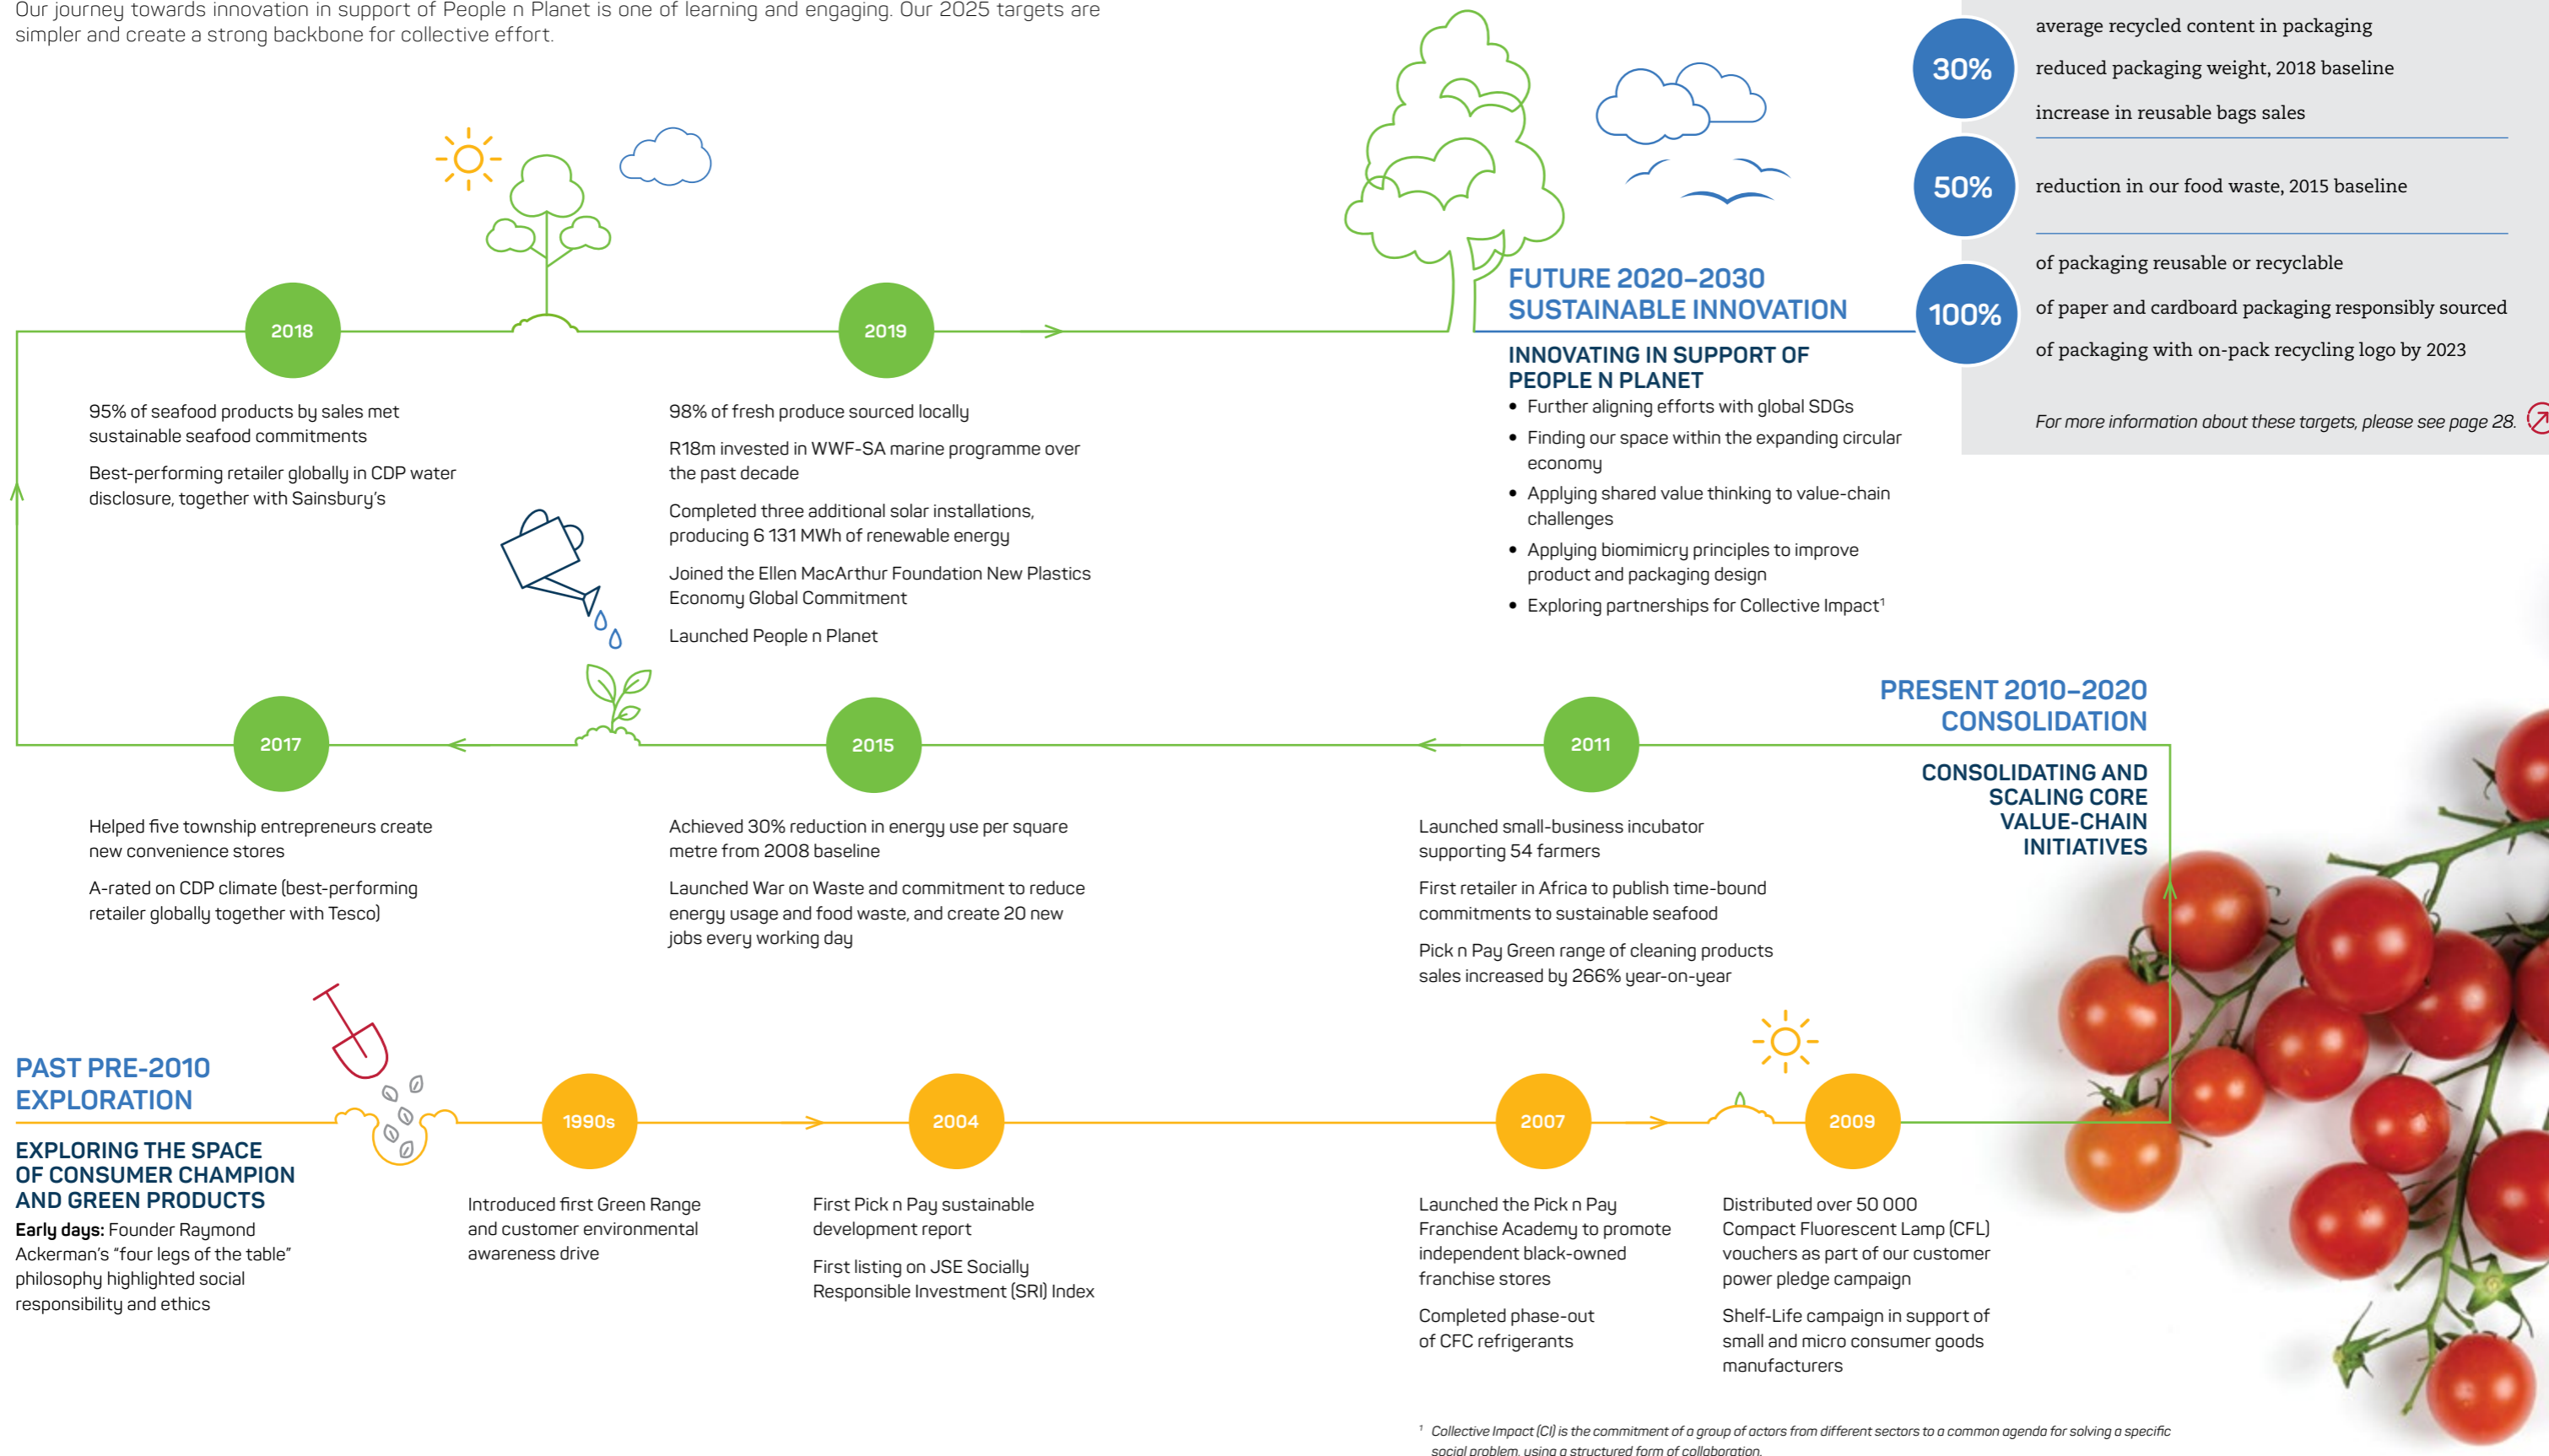 Our journey towards innovation in support of People n Planet is one of learning and engaging. Our 2025 targets are
simpler and create a strong backbone for collective effort.
30%
average recycled content in packaging
reduced packaging weight, 2018 baseline
increase in reusable bags sales
50%
reduction in our food waste, 2015 baseline
100%
of packaging reusable or recyclable
of paper and cardboard packaging responsibly sourced
of packaging with on-pack recycling logo by 2023
For more information about these targets, please see page 28.
FUTURE 2020–2030
SUSTAINABLE INNOVATION
INNOVATING IN SUPPORT OF
PEOPLE N PLANET
• Further aligning efforts with global SDGs
• Finding our space within the expanding circular
economy
• Applying shared value thinking to value-chain
challenges
• Applying biomimicry principles to improve
product and packaging design
• Exploring partnerships for Collective Impact¹
2018
95% of seafood products by sales met
sustainable seafood commitments
Best-performing retailer globally in CDP water
disclosure, together with Sainsbury's
2019
98% of fresh produce sourced locally
R18m invested in WWF-SA marine programme over
the past decade
Completed three additional solar installations,
producing 6 131 MWh of renewable energy
Joined the Ellen MacArthur Foundation New Plastics
Economy Global Commitment
Launched People n Planet
PRESENT 2010–2020
CONSOLIDATION
CONSOLIDATING AND
SCALING CORE
VALUE-CHAIN
INITIATIVES
2017
Helped five township entrepreneurs create
new convenience stores
A-rated on CDP climate (best-performing
retailer globally together with Tesco)
2015
Achieved 30% reduction in energy use per square
metre from 2008 baseline
Launched War on Waste and commitment to reduce
energy usage and food waste, and create 20 new
jobs every working day
2011
Launched small-business incubator
supporting 54 farmers
First retailer in Africa to publish time-bound
commitments to sustainable seafood
Pick n Pay Green range of cleaning products
sales increased by 266% year-on-year
PAST PRE-2010
EXPLORATION
EXPLORING THE SPACE
OF CONSUMER CHAMPION
AND GREEN PRODUCTS
Early days: Founder Raymond
Ackerman's "four legs of the table"
philosophy highlighted social
responsibility and ethics
1990s
Introduced first Green Range
and customer environmental
awareness drive
2004
First Pick n Pay sustainable
development report
First listing on JSE Socially
Responsible Investment (SRI) Index
2007
Launched the Pick n Pay
Franchise Academy to promote
independent black-owned
franchise stores
Completed phase-out
of CFC refrigerants
2009
Distributed over 50 000
Compact Fluorescent Lamp (CFL)
vouchers as part of our customer
power pledge campaign
Shelf-Life campaign in support of
small and micro consumer goods
manufacturers
¹ Collective Impact (CI) is the commitment of a group of actors from different sectors to a common agenda for solving a specific
social problem, using a structured form of collaboration.